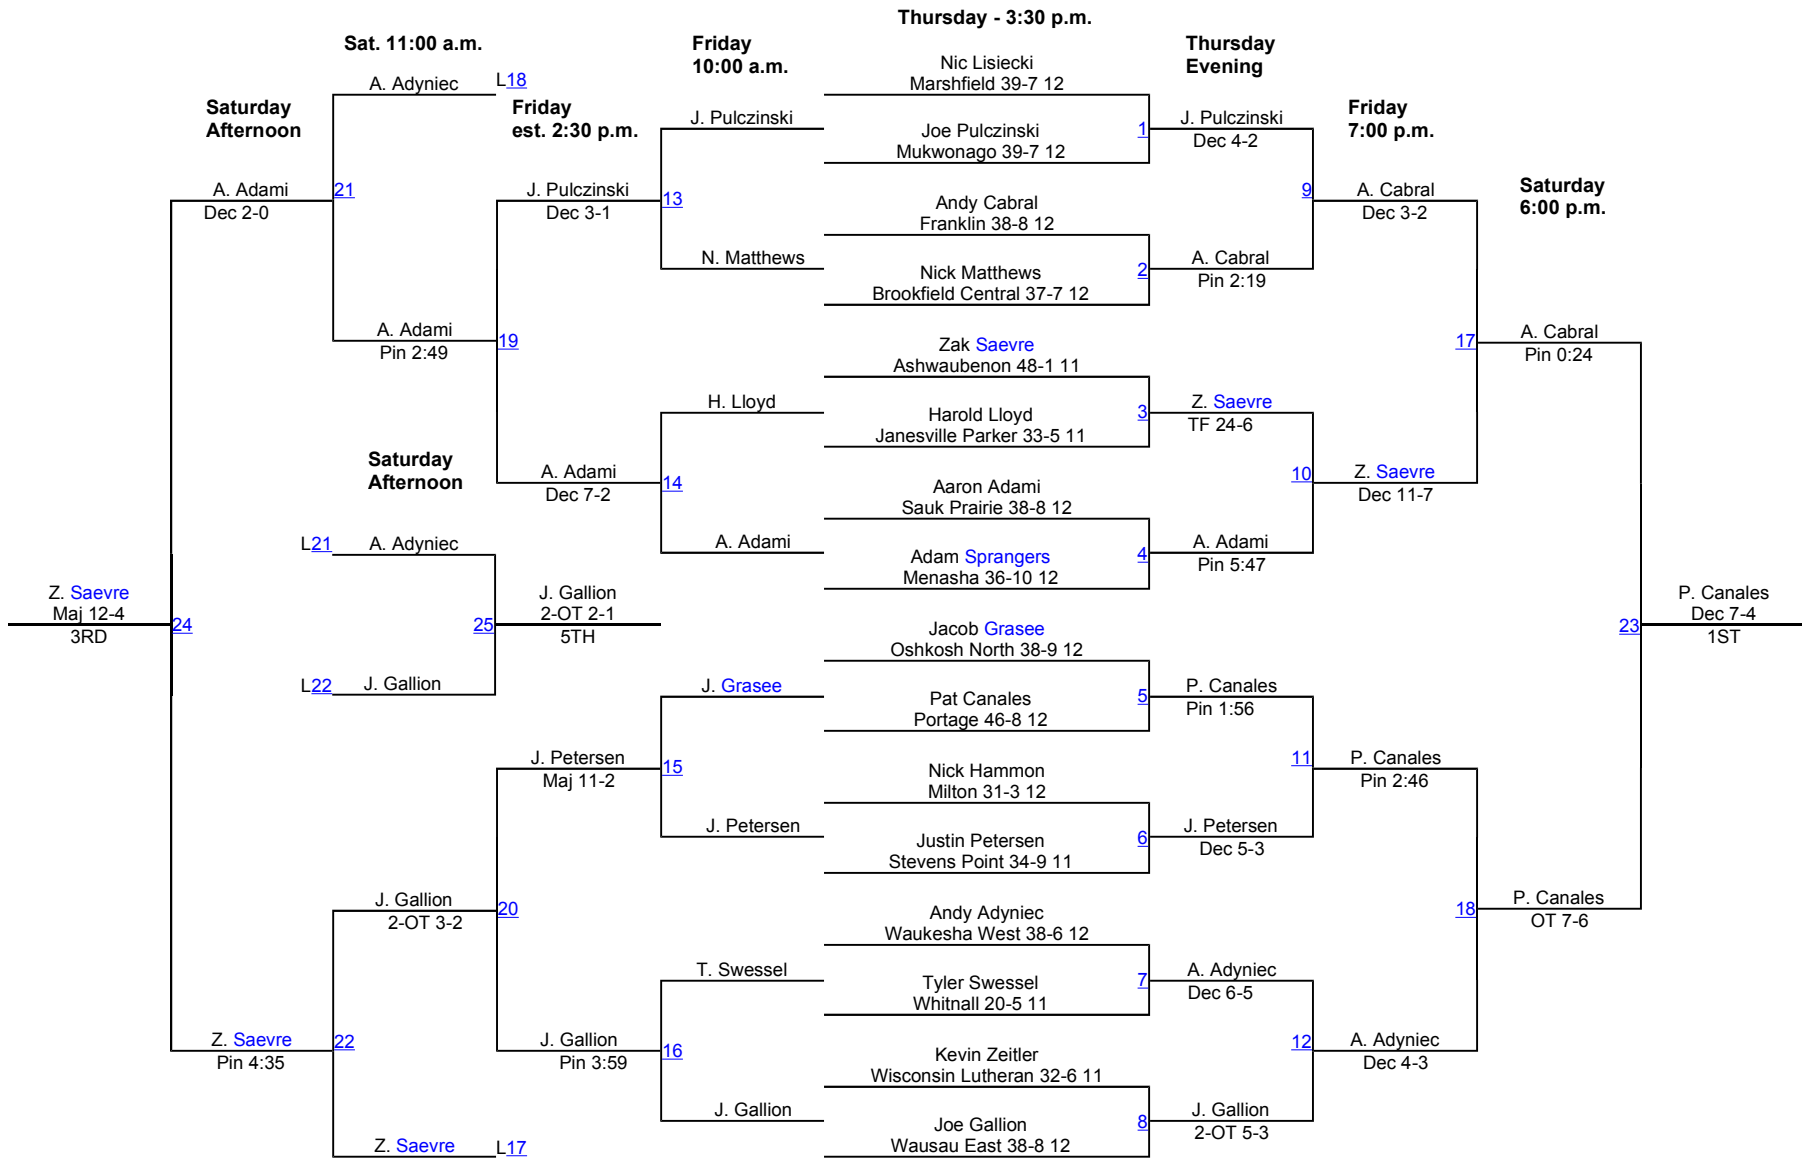 Thursday - 3:30 p.m.
Sat. 11:00 a.m.
Friday
10:00 a.m.
Thursday
Evening
Nic Lisiecki
Marshfield 39-7 12
A. Adyniec
L18
Saturday
Afternoon
Friday
est. 2:30 p.m.
Friday
7:00 p.m.
J. Pulczinski
Joe Pulczinski
Mukwonago 39-7 12
1
J. Pulczinski
Dec 4-2
A. Adami
Dec 2-0
21
J. Pulczinski
Dec 3-1
13
Andy Cabral
Franklin 38-8 12
9
A. Cabral
Dec 3-2
Saturday
6:00 p.m.
N. Matthews
Nick Matthews
Brookfield Central 37-7 12
2
A. Cabral
Pin 2:19
A. Adami
Pin 2:49
19
Zak Saevre
Ashwaubenon 48-1 11
17
A. Cabral
Pin 0:24
H. Lloyd
Harold Lloyd
Janesville Parker 33-5 11
3
Z. Saevre
TF 24-6
Saturday
Afternoon
A. Adami
Dec 7-2
14
Aaron Adami
Sauk Prairie 38-8 12
10
Z. Saevre
Dec 11-7
L21
A. Adyniec
A. Adami
Adam Sprangers
Menasha 36-10 12
4
A. Adami
Pin 5:47
Z. Saevre
Maj 12-4
3RD
24
25
J. Gallion
2-OT 2-1
5TH
Jacob Grasee
Oshkosh North 38-9 12
23
P. Canales
Dec 7-4
1ST
L22
J. Gallion
J. Grasee
Pat Canales
Portage 46-8 12
5
P. Canales
Pin 1:56
J. Petersen
Maj 11-2
15
Nick Hammon
Milton 31-3 12
11
P. Canales
Pin 2:46
J. Petersen
Justin Petersen
Stevens Point 34-9 11
6
J. Petersen
Dec 5-3
J. Gallion
2-OT 3-2
20
Andy Adyniec
Waukesha West 38-6 12
18
P. Canales
OT 7-6
T. Swessel
Tyler Swessel
Whitnall 20-5 11
7
A. Adyniec
Dec 6-5
Z. Saevre
Pin 4:35
22
J. Gallion
Pin 3:59
16
Kevin Zeitler
Wisconsin Lutheran 32-6 11
12
A. Adyniec
Dec 4-3
J. Gallion
Joe Gallion
Wausau East 38-8 12
8
J. Gallion
2-OT 5-3
Z. Saevre
L17